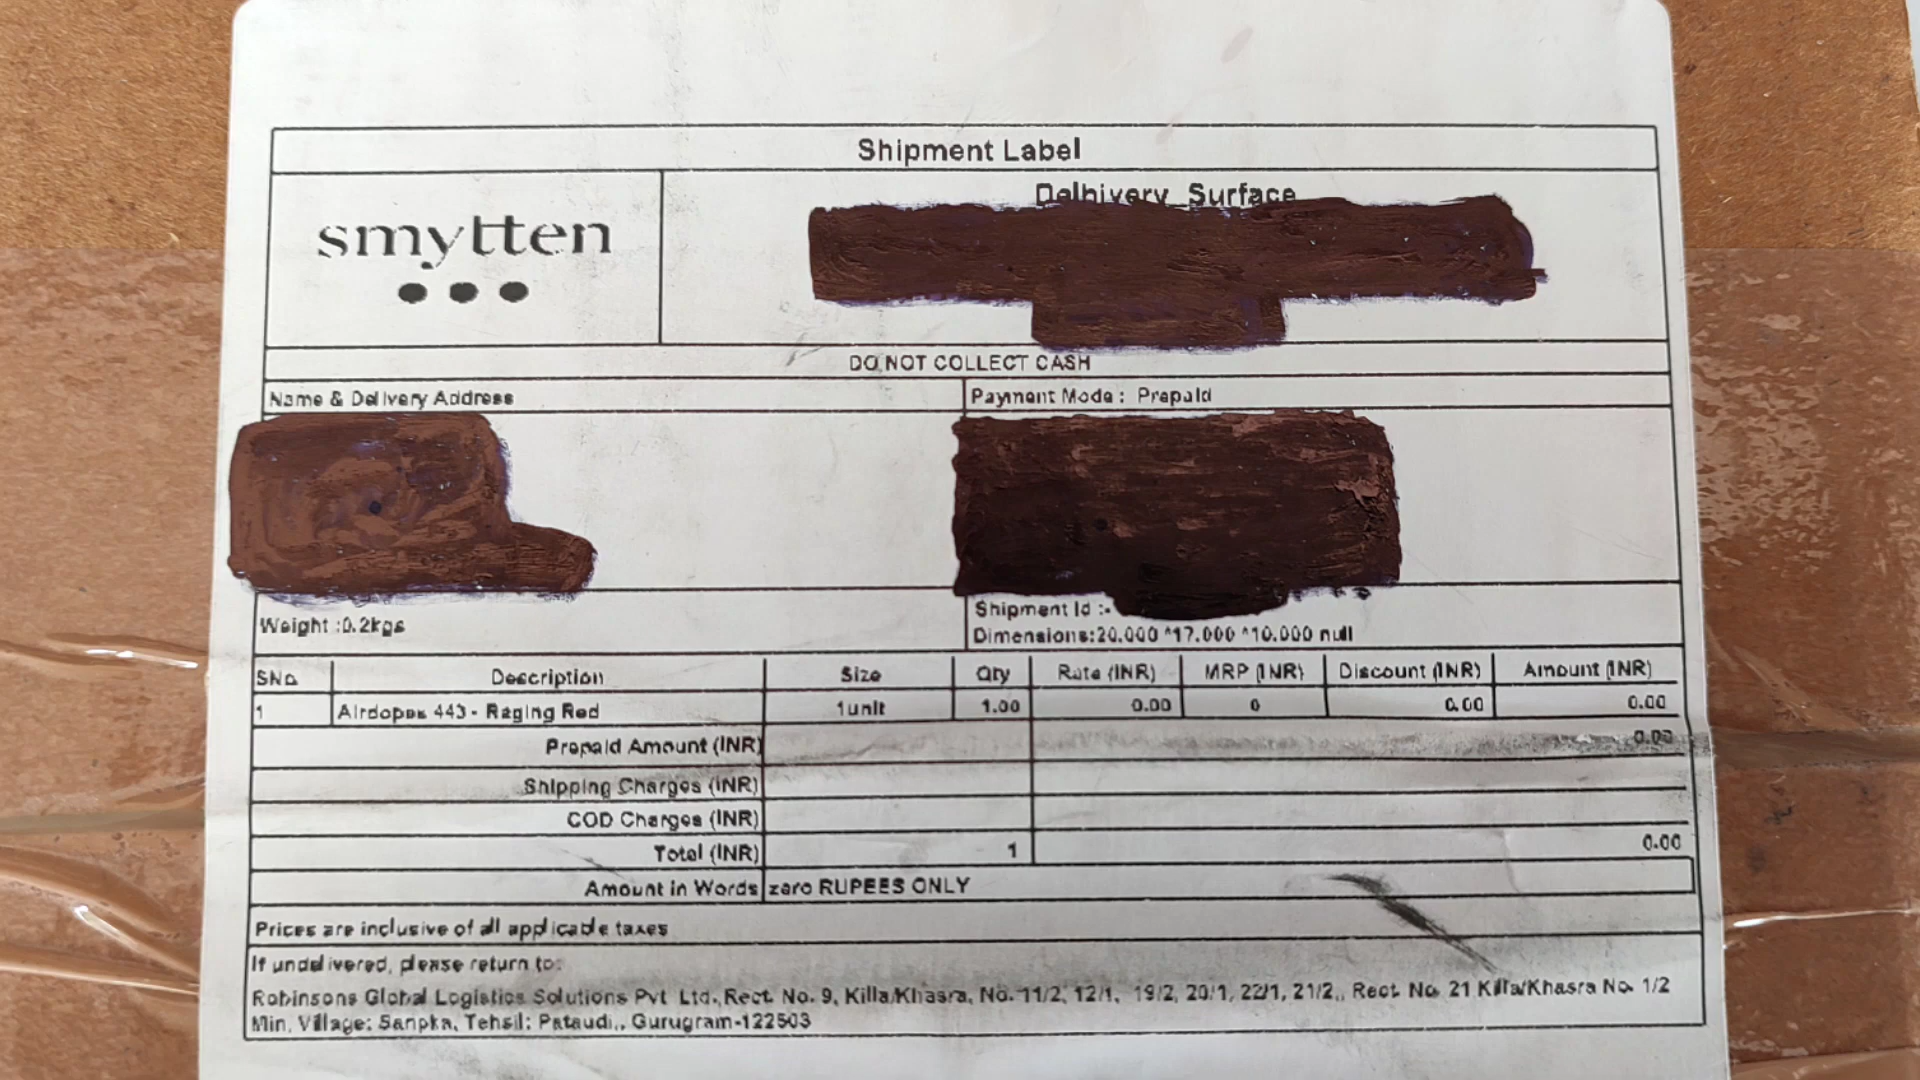 Shipment Label
smytten
Delhivery Surface
DO NOT COLLECT CASH
Name & Delivery Address
Payment Mode : Prepaid
Weight :0.2kgs
Shipment Id :-
Dimensions:20.000 *17.000 *10.000 null
SNo Description Size Qty Rate (INR) MRP (INR) Discount (INR) Amount (INR)
1 Airdopes 443 - Raging Red 1unit 1.00 0.00 0 0.00 0.00
Prepaid Amount (INR) 0.00
Shipping Charges (INR)
COD Charges (INR)
Total (INR) 1 0.00
Amount in Words zero RUPEES ONLY
Prices are inclusive of all applicable taxes
If undelivered, please return to:
Robinsons Global Logistics Solutions Pvt Ltd., Rect. No. 9, Killa/Khasra, No. 11/2, 12/1, 19/2, 20/1, 22/1, 21/2,, Rect No 21 Killa/Khasra No. 1/2
Min, Village: Sanpka, Tehsil: Pataudi,, Gurugram-122503